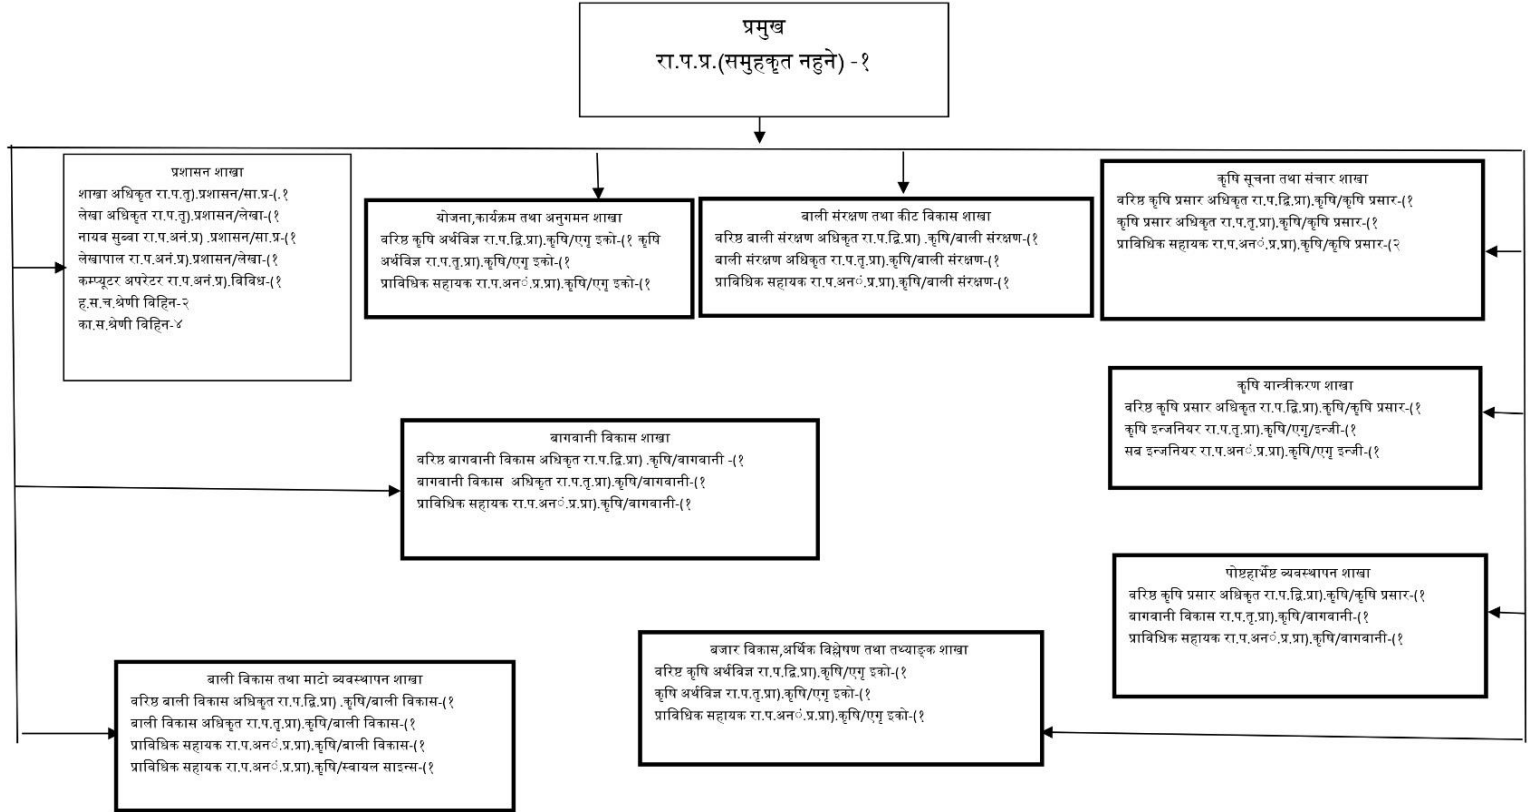 प्रमुख
रा.प.प्र.(समुहकृत नहुने) -१
प्रशासन शाखा
शाखा अधिकृत रा.प.तृ).प्रशासन/सा.प्र-(.१
लेखा अधिकृत रा.प.तृ).प्रशासन/लेखा-(१
नायव सुब्बा रा.प.अनं.प्र) .प्रशासन/सा.प्र-(१
लेखापाल रा.प.अनं.प्र).प्रशासन/लेखा-(१
कम्प्यूटर अपरेटर रा.प.अनं.प्र).विविध-(१
ह.स.च.श्रेणी विहिन-२
का.स.श्रेणी विहिन-४
योजना,कार्यक्रम तथा अनुगमन शाखा
वरिष्ठ कृषि अर्थविज्ञ रा.प.द्वि.प्रा).कृषि/एगृ इको-(१ कृषि
अर्थविज्ञ रा.प.तृ.प्रा).कृषि/एगृ इको-(१
प्राविधिक सहायक रा.प.अन◌ं.प्र.प्रा).कृषि/एगृ इको-(१
बाली संरक्षण तथा कीट विकास शाखा
वरिष्ठ बाली संरक्षण अधिकृत रा.प.द्वि.प्रा) .कृषि/बाली संरक्षण-(१
बाली संरक्षण अधिकृत रा.प.तृ.प्रा).कृषि/बाली संरक्षण-(१
प्राविधिक सहायक रा.प.अन◌ं.प्र.प्रा).कृषि/बाली संरक्षण-(१
कृषि सूचना तथा संचार शाखा
वरिष्ठ कृषि प्रसार अधिकृत रा.प.द्वि.प्रा).कृषि/कृषि प्रसार-(१
कृषि प्रसार अधिकृत रा.प.तृ.प्रा).कृषि/कृषि प्रसार-(१
प्राविधिक सहायक रा.प.अन◌ं.प्र.प्रा).कृषि/कृषि प्रसार-(२
कृषि यान्त्रीकरण शाखा
वरिष्ठ कृषि प्रसार अधिकृत रा.प.द्वि.प्रा).कृषि/कृषि प्रसार-(१
कृषि इन्जनियर रा.प.तृ.प्रा).कृषि/एगृ/इन्जी-(१
सब इन्जनियर रा.प.अन◌ं.प्र.प्रा).कृषि/एगृ इन्जी-(१
बागवानी विकास शाखा
वरिष्ठ बागवानी विकास अधिकृत रा.प.द्वि.प्रा) .कृषि/वागवानी -(१
बागवानी विकास अधिकृत रा.प.तृ.प्रा).कृषि/वागवानी-(१
प्राविधिक सहायक रा.प.अन◌ं.प्र.प्रा).कृषि/वागवानी-(१
पोष्टहार्भेष्ट व्यवस्थापन शाखा
वरिष्ठ कृषि प्रसार अधिकृत रा.प.द्वि.प्रा).कृषि/कृषि प्रसार-(१
बागवानी विकास रा.प.तृ.प्रा).कृषि/वागवानी-(१
प्राविधिक सहायक रा.प.अन◌ं.प्र.प्रा).कृषि/वागवानी-(१
बजार विकास,अर्थिक विश्लेषण तथा तथ्याङ्क शाखा
वरिष्ट कृषि अर्थविज्ञ रा.प.द्वि.प्रा).कृषि/एगृ इको-(१
कृषि अर्थविज्ञ रा.प.तृ.प्रा).कृषि/एगृ इको-(१
प्राविधिक सहायक रा.प.अन◌ं.प्र.प्रा).कृषि/एगृ इको-(१
बाली विकास तथा माटो व्यवस्थापन शाखा
वरिष्ठ बाली विकास अधिकृत रा.प.द्वि.प्रा) .कृषि/बाली विकास-(१
बाली विकास अधिकृत रा.प.तृ.प्रा).कृषि/बाली विकास-(१
प्राविधिक सहायक रा.प.अन◌ं.प्र.प्रा).कृषि/बाली विकास-(१
प्राविधिक सहायक रा.प.अन◌ं.प्र.प्रा).कृषि/स्वायल साइन्स-(१